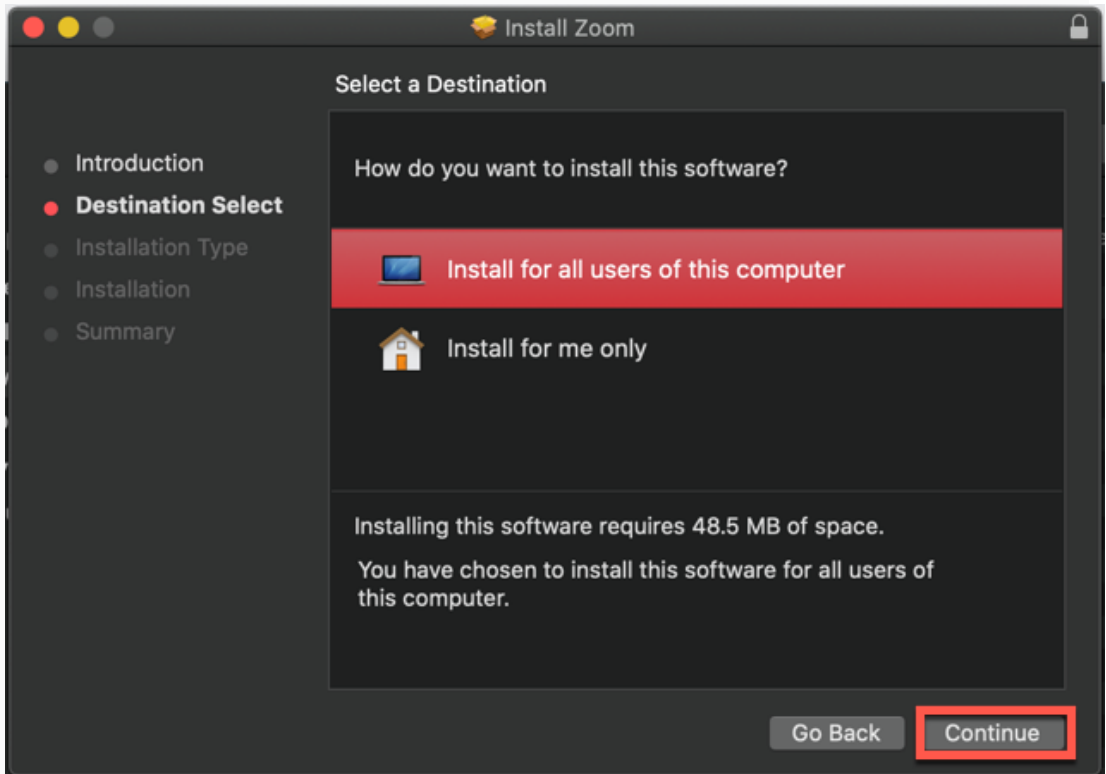 Install Zoom
Select a Destination
Introduction
Destination Select
Installation Type
Installation
Summary
How do you want to install this software?
Install for all users of this computer
Install for me only
Installing this software requires 48.5 MB of space.
You have chosen to install this software for all users of
this computer.
Go Back
Continue